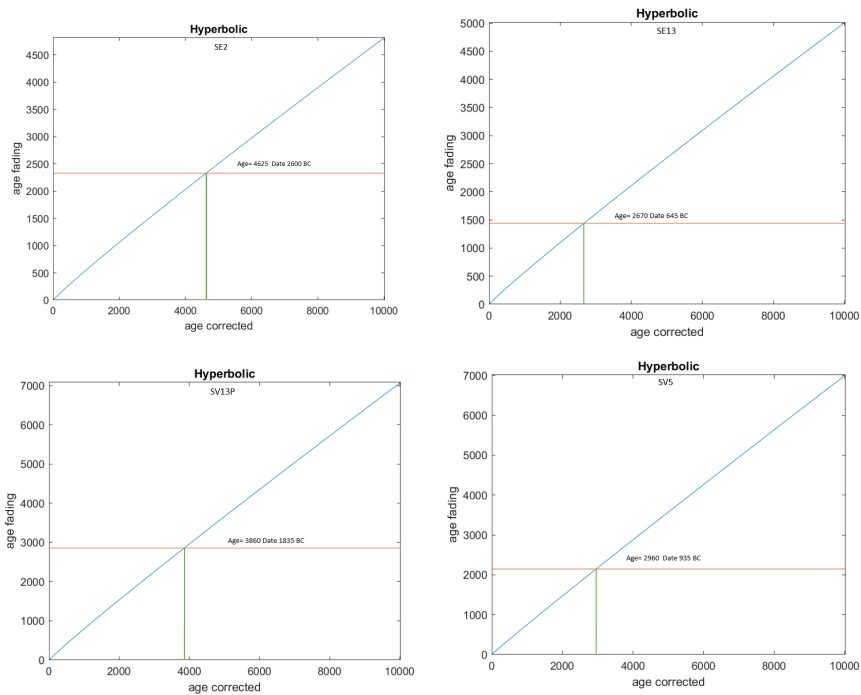 Hyperbolic
SE2
4500
4000
3500
3000
2500
2000
1500
1000
500
0
age fading
Age= 4625 Date 2600 BC
0 2000 4000 6000 8000 10000
age corrected
Hyperbolic
SE13
5000
4500
4000
3500
3000
2500
2000
1500
1000
500
0
age fading
Age= 2670 Date 645 BC
0 2000 4000 6000 8000 10000
age corrected
Hyperbolic
SV13P
7000
6000
5000
4000
3000
2000
1000
0
age fading
Age= 3860 Date 1835 BC
0 2000 4000 6000 8000 10000
age corrected
Hyperbolic
SV5
7000
6000
5000
4000
3000
2000
1000
0
age fading
Age= 2960 Date 935 BC
0 2000 4000 6000 8000 10000
age corrected